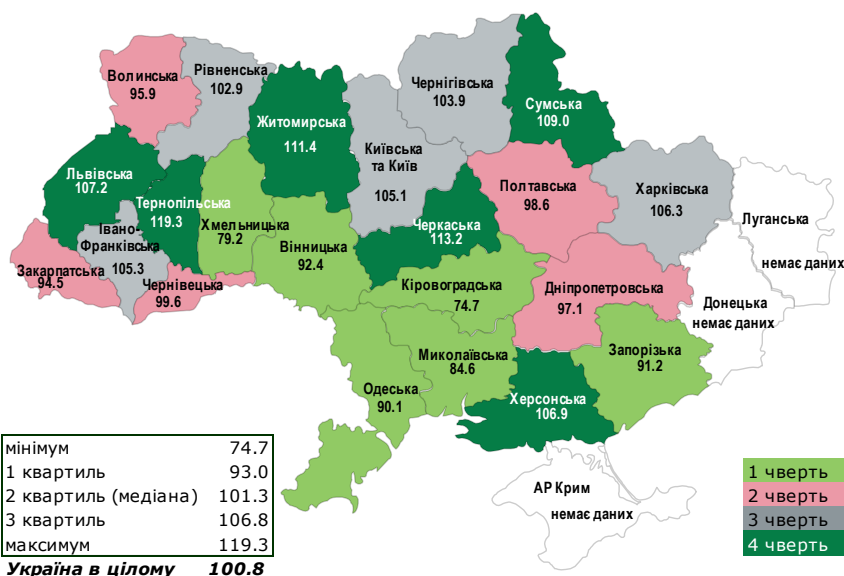 Волинська
95.9
Рівненська
102.9
Житомирська
111.4
Київська
та Київ
105.1
Чернігівська
103.9
Сумська
109.0
Львівська
107.2
Тернопільська
119.3
Хмельницька
79.2
Вінницька
92.4
Черкаська
113.2
Полтавська
98.6
Харківська
106.3
Луганська
немає даних
Івано-
Франківська
105.3
Закарпатська
94.5
Чернівецька
99.6
Кіровоградська
74.7
Дніпропетровська
97.1
Донецька
немає даних
Миколаївська
84.6
Запорізька
91.2
Одеська
90.1
Херсонська
106.9
АР Крим
немає даних
мінімум 74.7
1 квартиль 93.0
2 квартиль (медіана) 101.3
3 квартиль 106.8
максимум 119.3
Україна в цілому 100.8
1 чверть
2 чверть
3 чверть
4 чверть